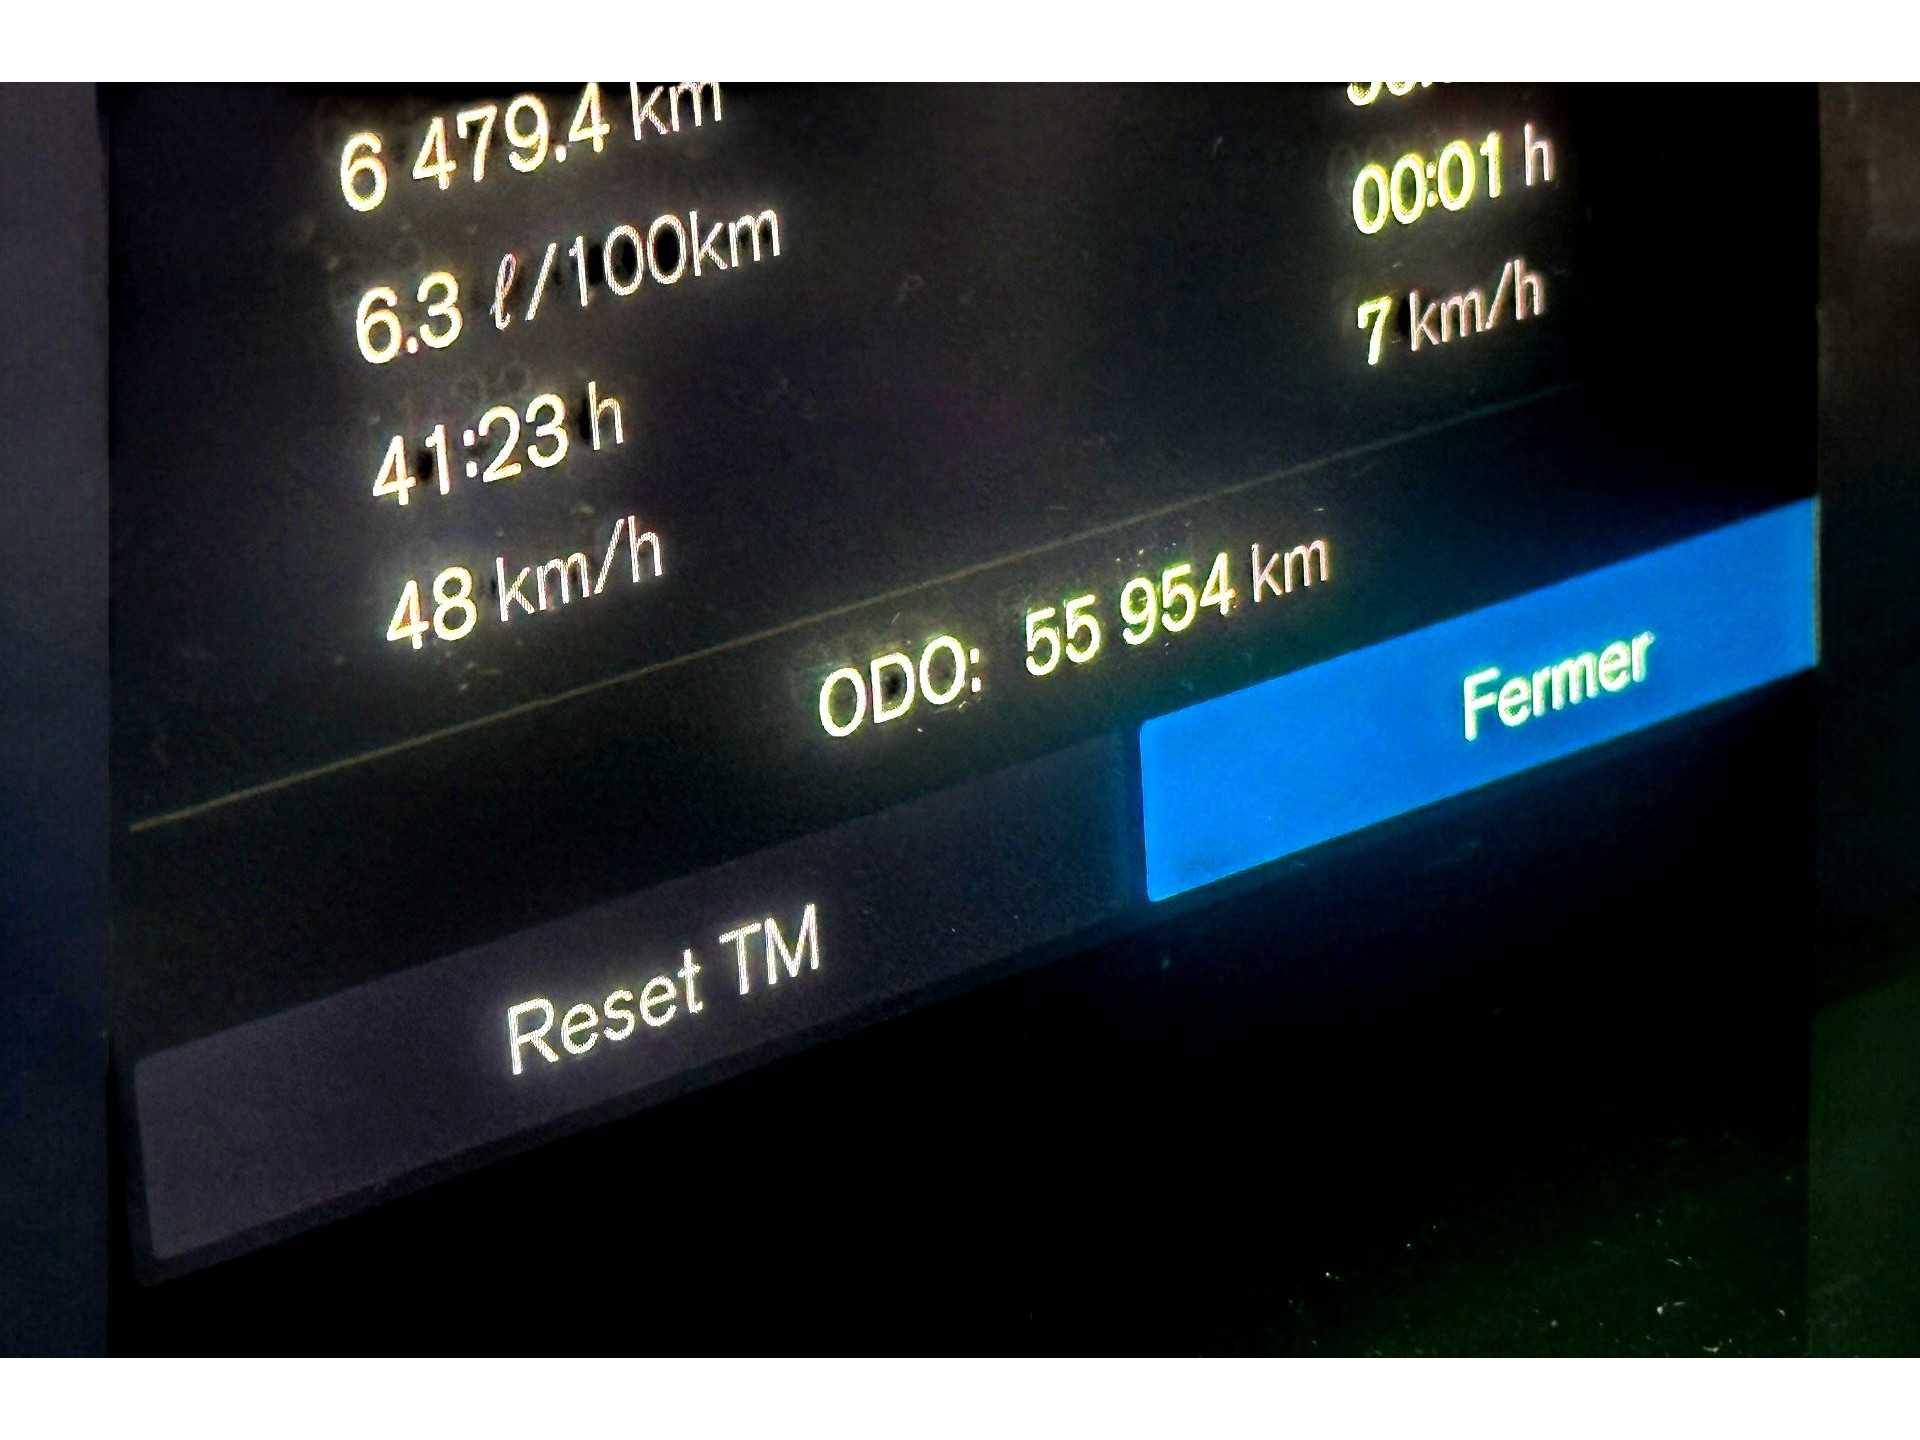 6 479.4 km
6.3 ℓ/100km
41:23 h
48 km/h
00:01 h
7 km/h
ODO: 55 954 km
Reset TM
Fermer